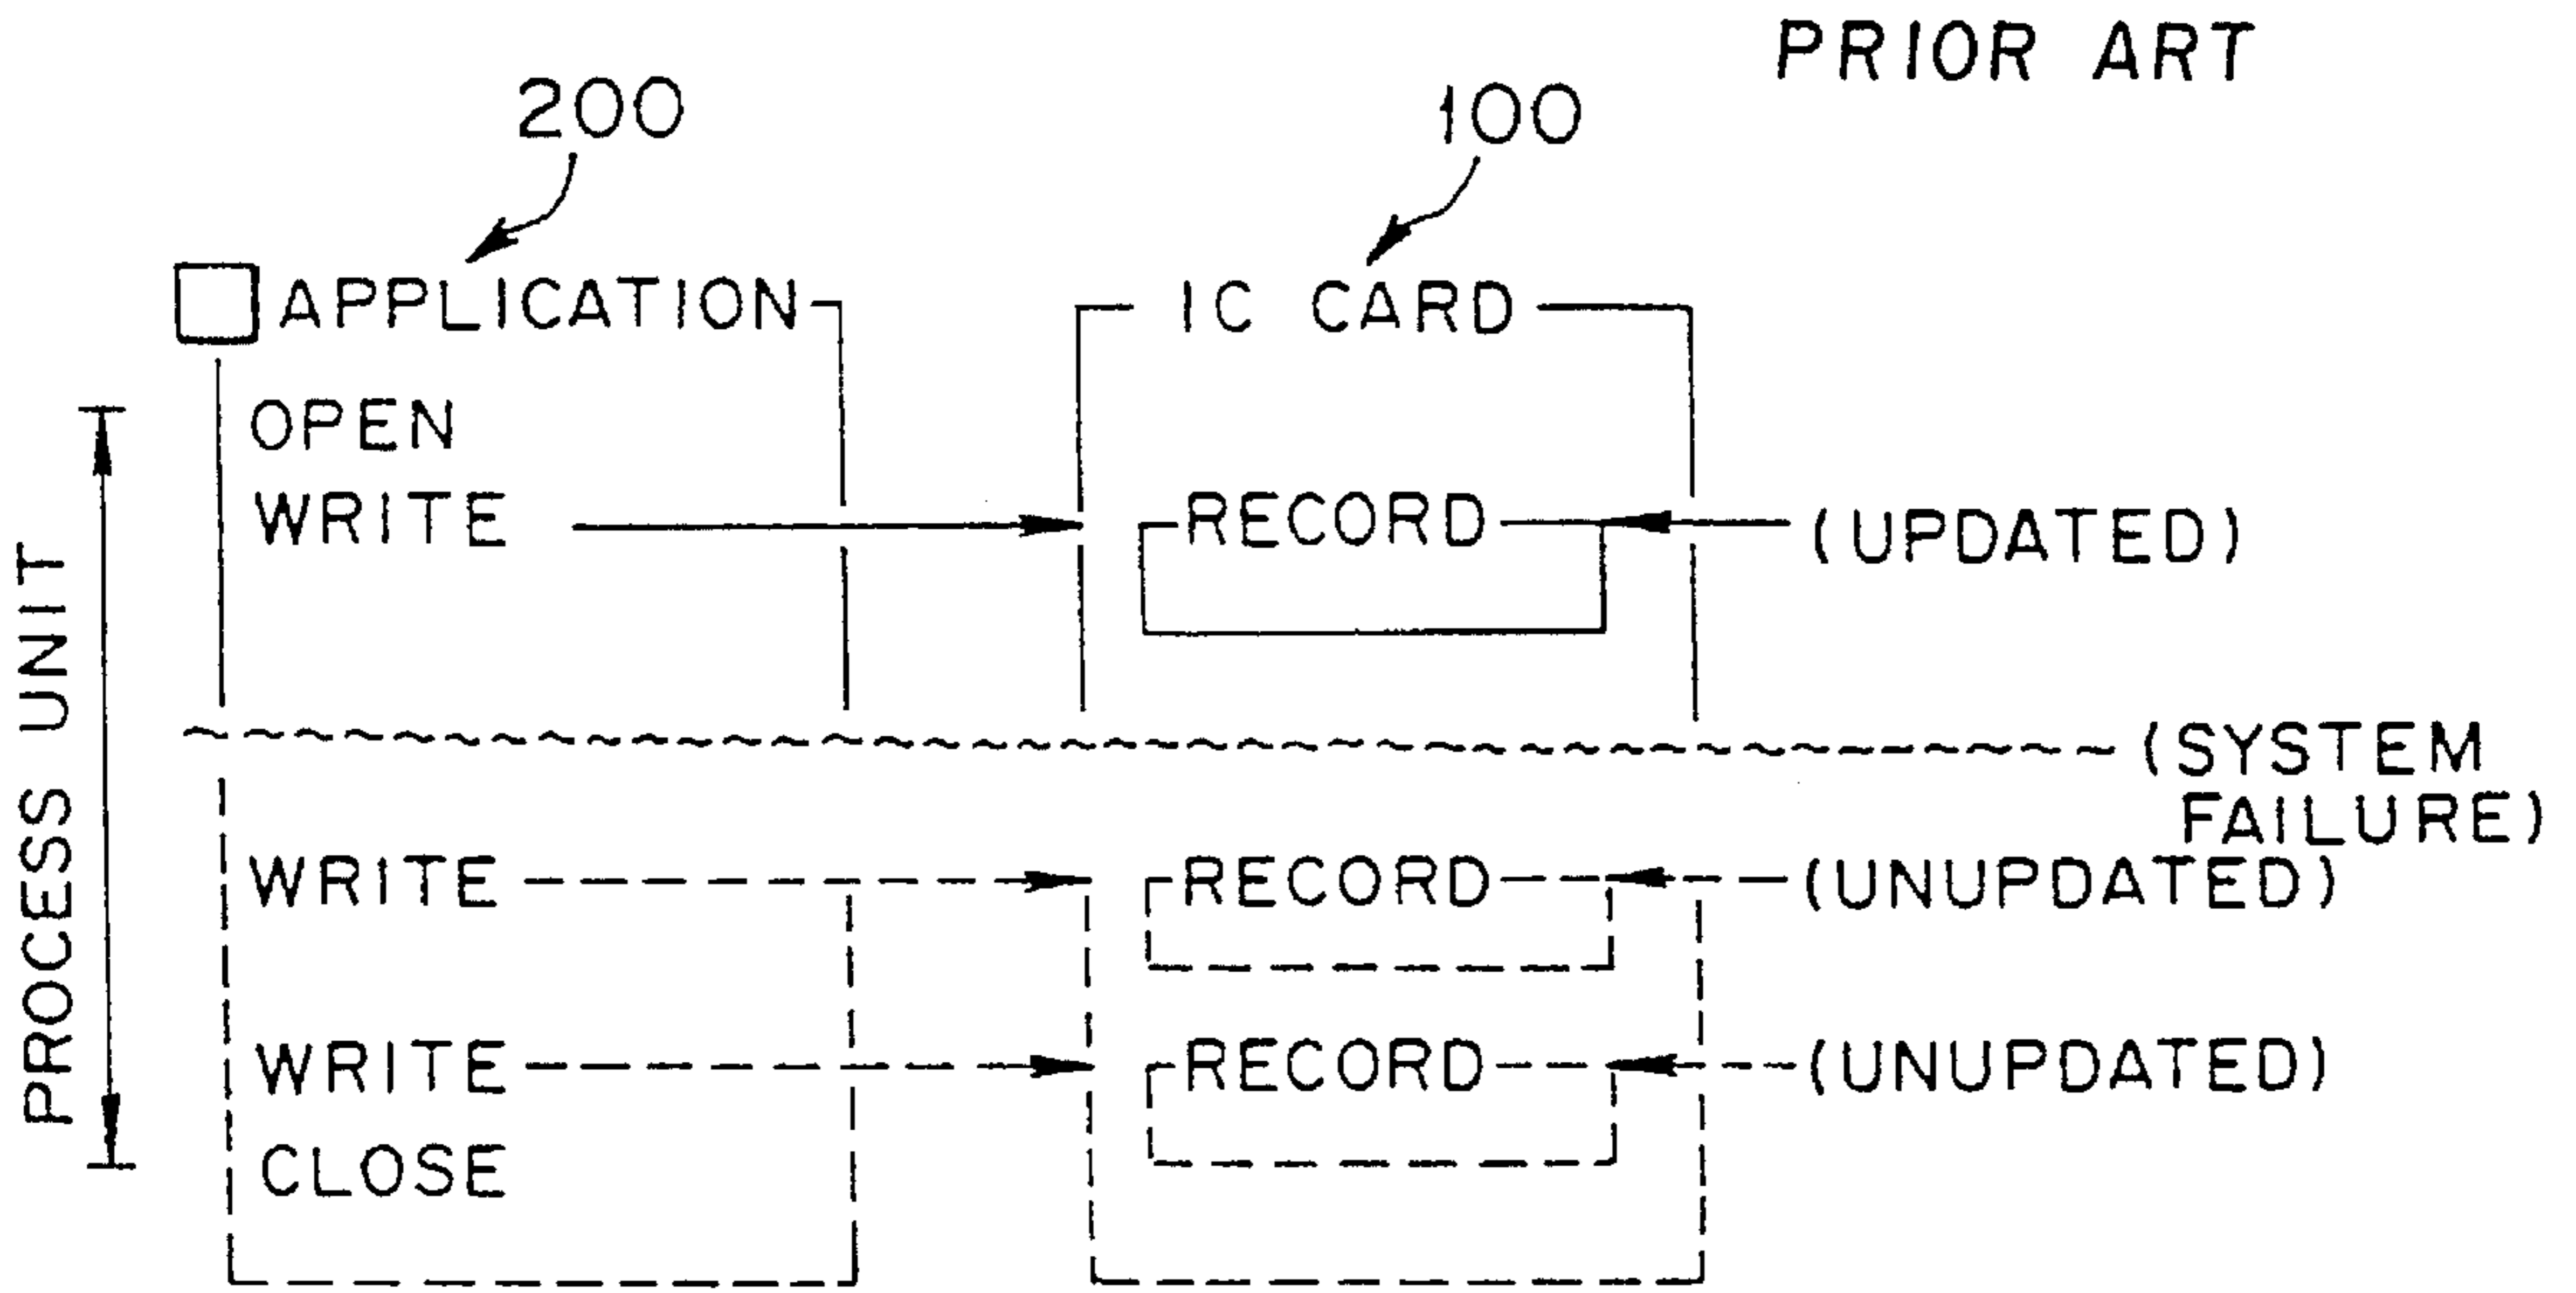 PRIOR ART
200
100
APPLICATION
IC CARD
OPEN
WRITE
RECORD
(UPDATED)
PROCESS UNIT
(SYSTEM
FAILURE)
WRITE
RECORD
(UNUPDATED)
WRITE
RECORD
(UNUPDATED)
CLOSE